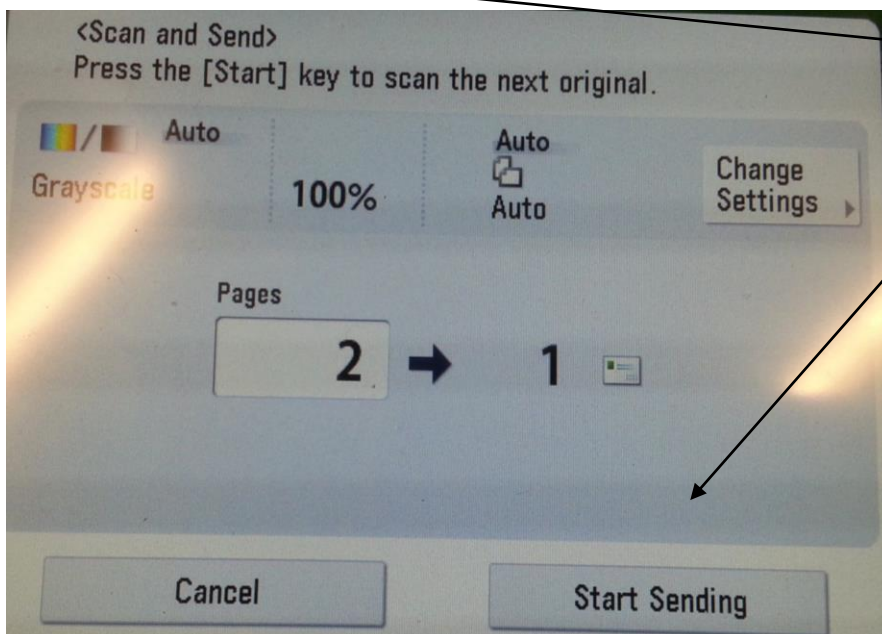 <Scan and Send>
Press the [Start] key to scan the next original.
Auto
Grayscale
100%
Auto
Auto
Change
Settings
Pages
2
1
Cancel
Start Sending